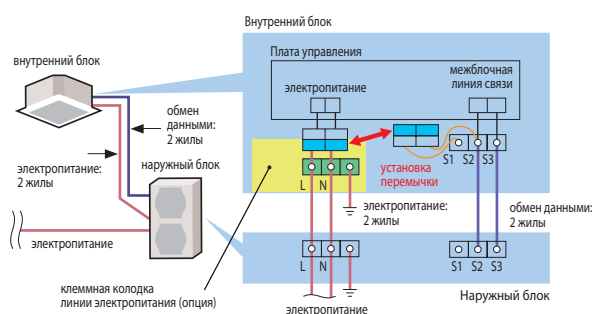 Внутренний блок
Плата управления
внутренний блок
электропитание
межблочная
линия связи
обмен
данными:
2 жилы
S1 S2 S3
электропитание:
2 жилы
наружный блок
установка
перемычки
L N
электропитание:
2 жилы
обмен данными:
2 жилы
электропитание
L N
S1 S2 S3
клеммная колодка
линии электропитания (опция)
Наружный блок
электропитание